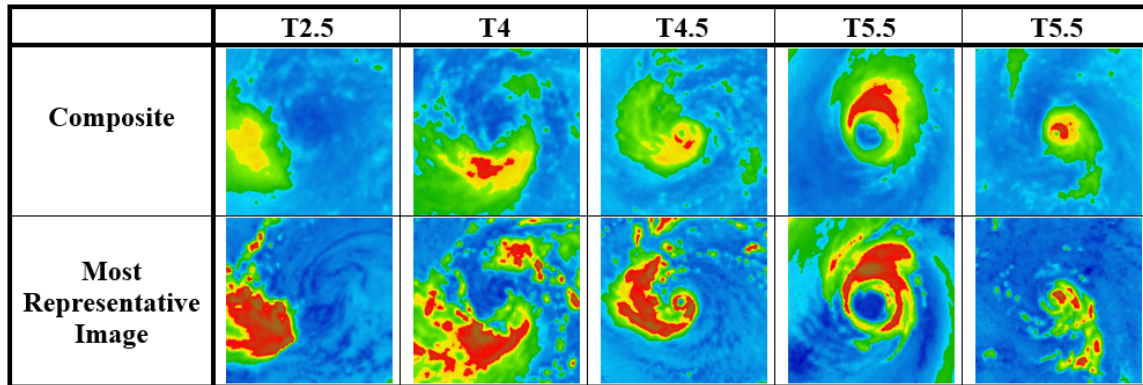 T2.5 T4 T4.5 T5.5 T5.5
Composite
Most
Representative
Image